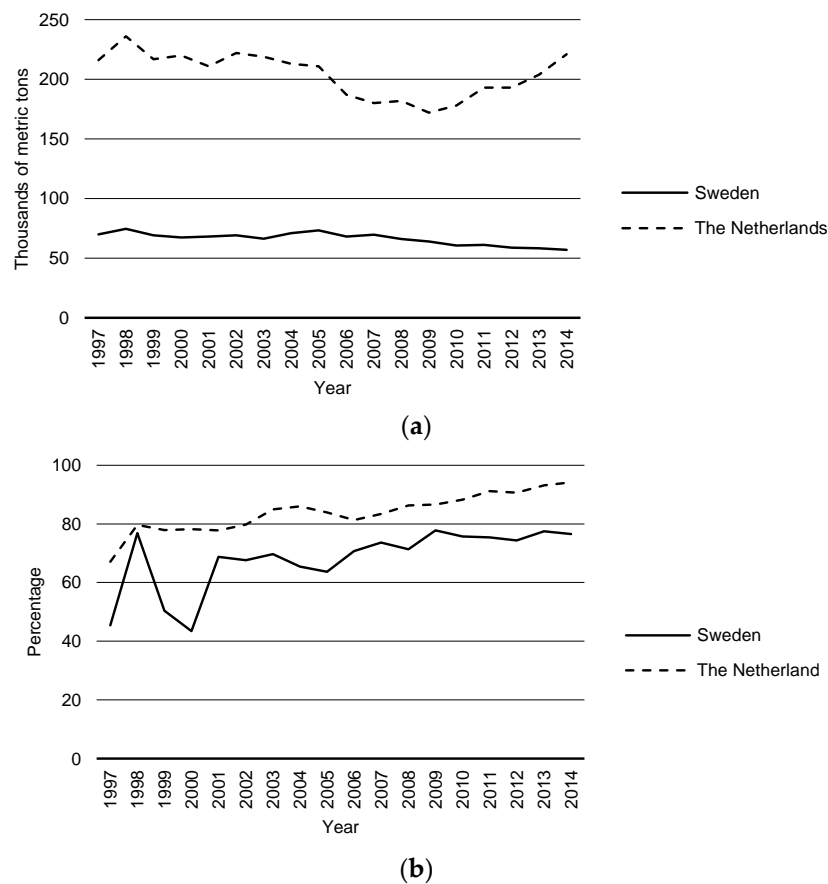 250
200
150
100
50
0
Thousands of metric tons
1997 1998 1999 2000 2001 2002 2003 2004 2005 2006 2007 2008 2009 2010 2011 2012 2013 2014
Year
Sweden
The Netherlands
(a)
100
80
60
40
20
0
Percentage
1997 1998 1999 2000 2001 2002 2003 2004 2005 2006 2007 2008 2009 2010 2011 2012 2013 2014
Year
Sweden
The Netherland
(b)